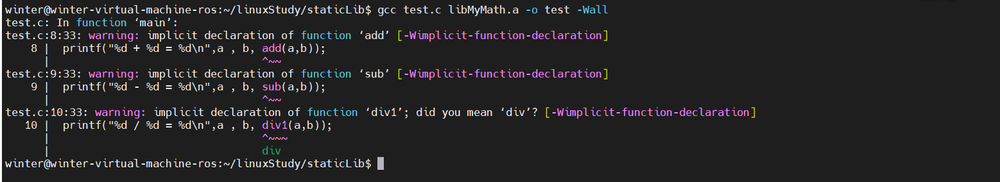 winter@winter-virtual-machine-ros:~/linuxStudy/staticLib$ gcc test.c libMyMath.a -o test -Wall
test.c: In function ‘main’:
test.c:8:33: warning: implicit declaration of function ‘add’ [-Wimplicit-function-declaration]
    8 |  printf("%d + %d = %d\n",a , b, add(a,b));
      |                                 ^~~
test.c:9:33: warning: implicit declaration of function ‘sub’ [-Wimplicit-function-declaration]
    9 |  printf("%d - %d = %d\n",a , b, sub(a,b));
      |                                 ^~~
test.c:10:33: warning: implicit declaration of function ‘div1’; did you mean ‘div’? [-Wimplicit-function-declaration]
   10 |  printf("%d / %d = %d\n",a , b, div1(a,b));
      |                                 ^~~~
      |                                 div
winter@winter-virtual-machine-ros:~/linuxStudy/staticLib$